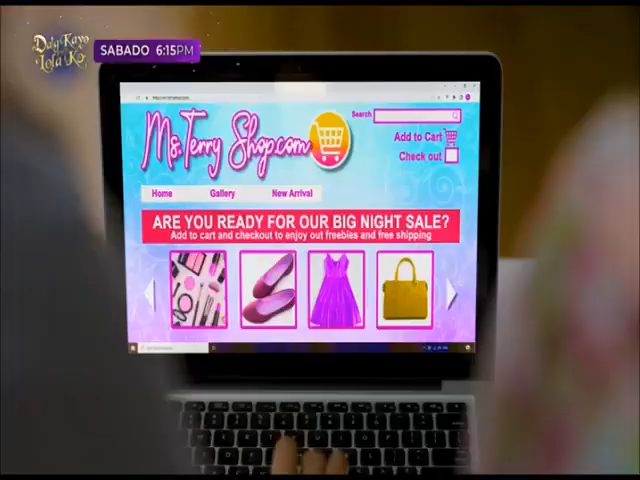 Daig Kayo
ng Lola Ko
SABADO 6:15PM
Ms.Terry Shop.com
Search
Add to Cart
Check out
Home Gallery New Arrival
ARE YOU READY FOR OUR BIG NIGHT SALE?
Add to cart and checkout to enjoy out freebies and free shipping